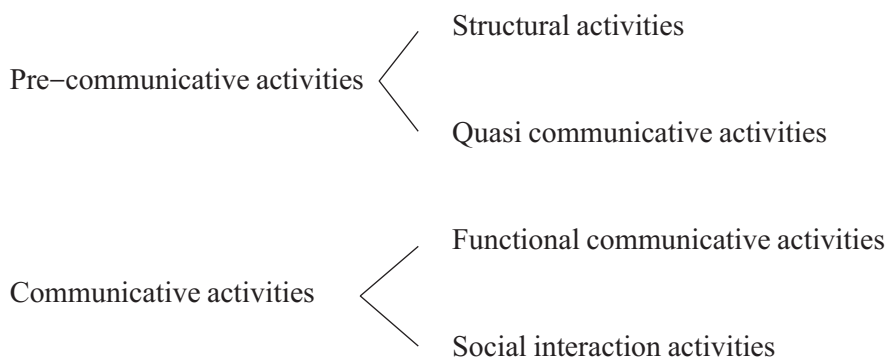 Structural activities
Pre−communicative activities
Quasi communicative activities
Functional communicative activities
Communicative activities
Social interaction activities